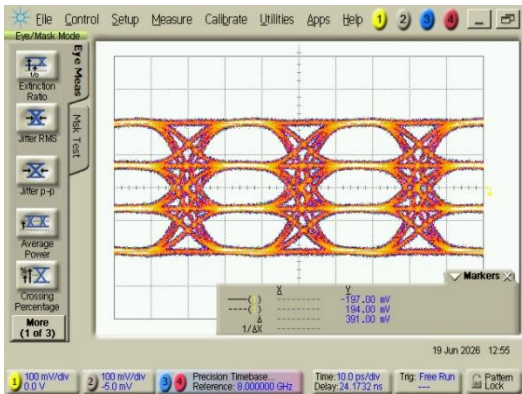 File Control Setup Measure Calibrate Utilities Apps Help 1 2 3 4
Eye/Mask Mode
Eye Meas
Msk Test
1/0
Extinction
Ratio
Jitter RMS
Jitter p-p
Average
Power
Crossing
Percentage
More
(1 of 3)
Markers
X Y
----( ) -------- -197.00 mV
----( ) -------- 194.00 mV
Δ -------- 391.00 mV
1/ΔX --------
19 Jun 2026 12:55
1 100 mV/div
0.0 V
2 100 mV/div
-5.0 mV
3 4 Precision Timebase...
Reference: 8.000000 GHz
Time:10.0 ps/div
Delay:24.1732 ns
Trig: Free Run
---
Pattern
Lock